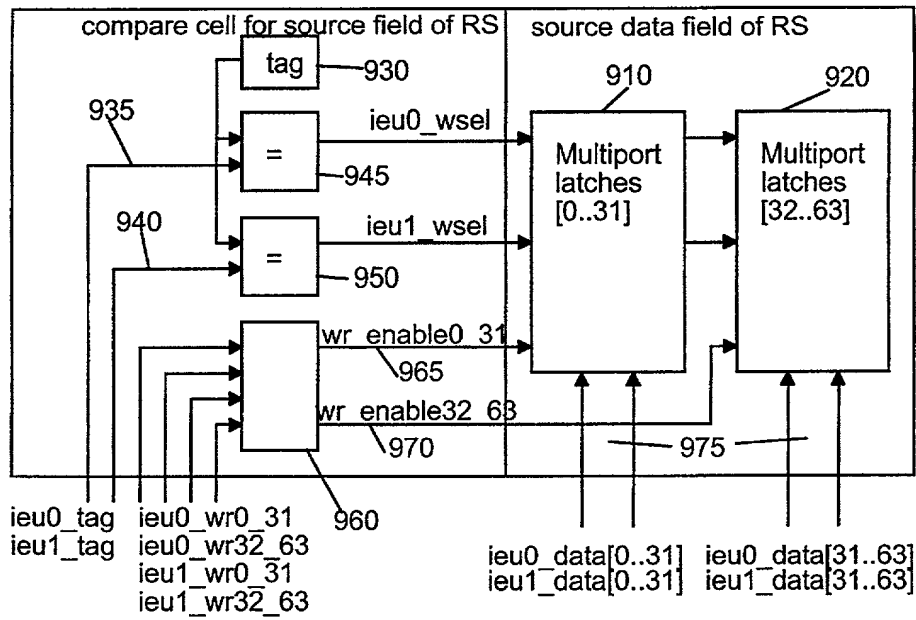 compare cell for source field of RS
source data field of RS
tag
930
910
920
935
ieu0_wsel
=
945
Multiport
latches
[0..31]
Multiport
latches
[32..63]
940
ieu1_wsel
=
950
wr_enable0_31
965
wr_enable32_63
970
975
960
ieu0_tag
ieu1_tag
ieu0_wr0_31
ieu0_wr32_63
ieu1_wr0_31
ieu1_wr32_63
ieu0_data[0..31]
ieu1_data[0..31]
ieu0_data[31..63]
ieu1_data[31..63]